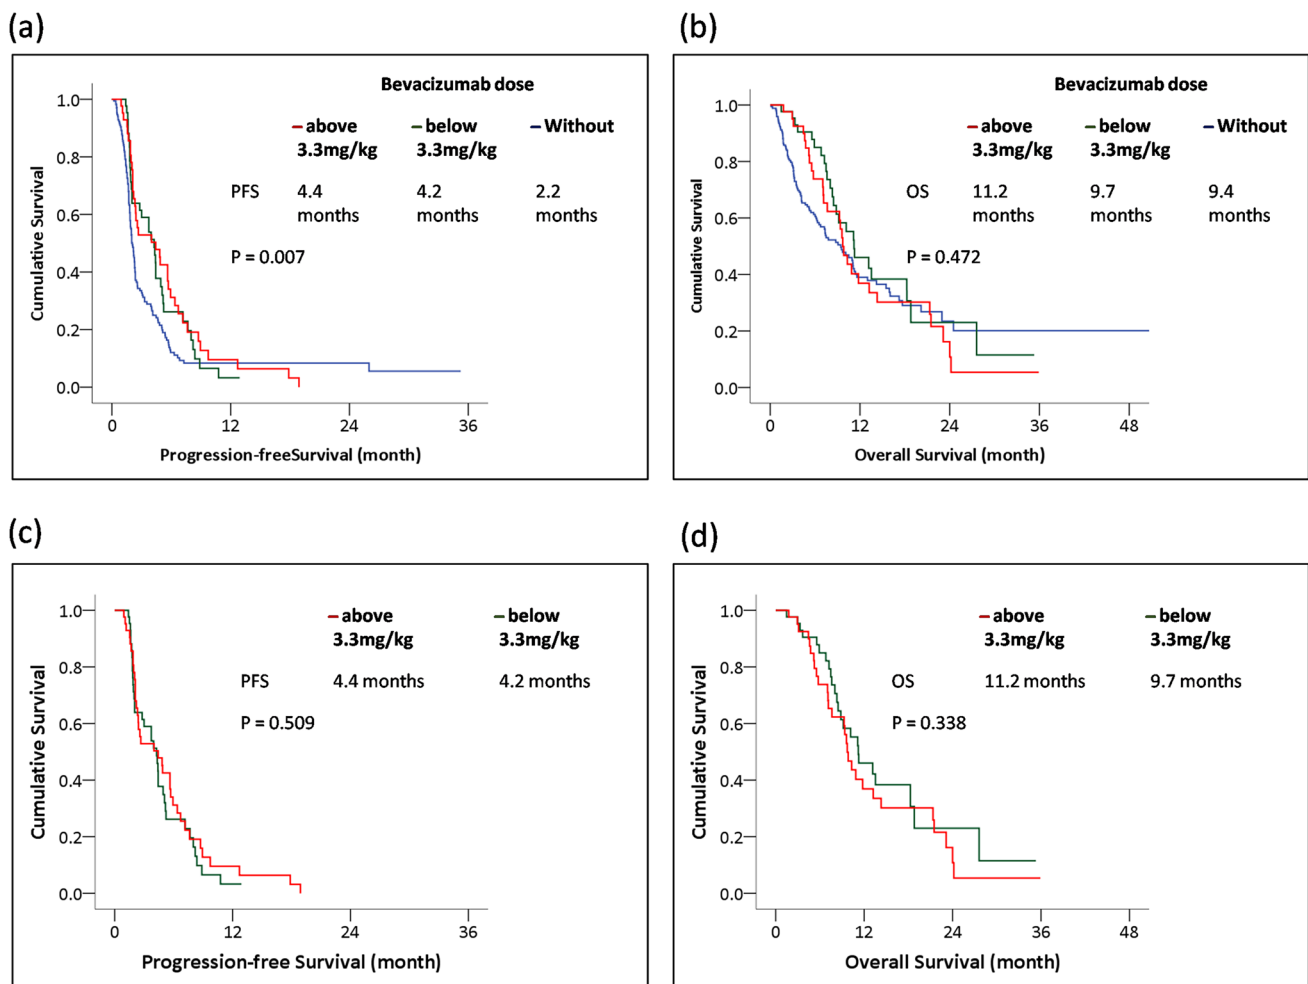 (a)
Bevacizumab dose
above 3.3mg/kg
below 3.3mg/kg
Without
PFS
4.4 months
4.2 months
2.2 months
P = 0.007
Cumulative Survival
1.0
0.8
0.6
0.4
0.2
0.0
0 12 24 36
Progression-freeSurvival (month)
(b)
Bevacizumab dose
above 3.3mg/kg
below 3.3mg/kg
Without
OS
11.2 months
9.7 months
9.4 months
P = 0.472
Cumulative Survival
1.0
0.8
0.6
0.4
0.2
0.0
0 12 24 36 48
Overall Survival (month)
(c)
above 3.3mg/kg
below 3.3mg/kg
PFS 4.4 months 4.2 months
P = 0.509
Cumulative Survival
1.0
0.8
0.6
0.4
0.2
0.0
0 12 24 36
Progression-free Survival (month)
(d)
above 3.3mg/kg
below 3.3mg/kg
OS 11.2 months 9.7 months
P = 0.338
Cumulative Survival
1.0
0.8
0.6
0.4
0.2
0.0
0 12 24 36 48
Overall Survival (month)